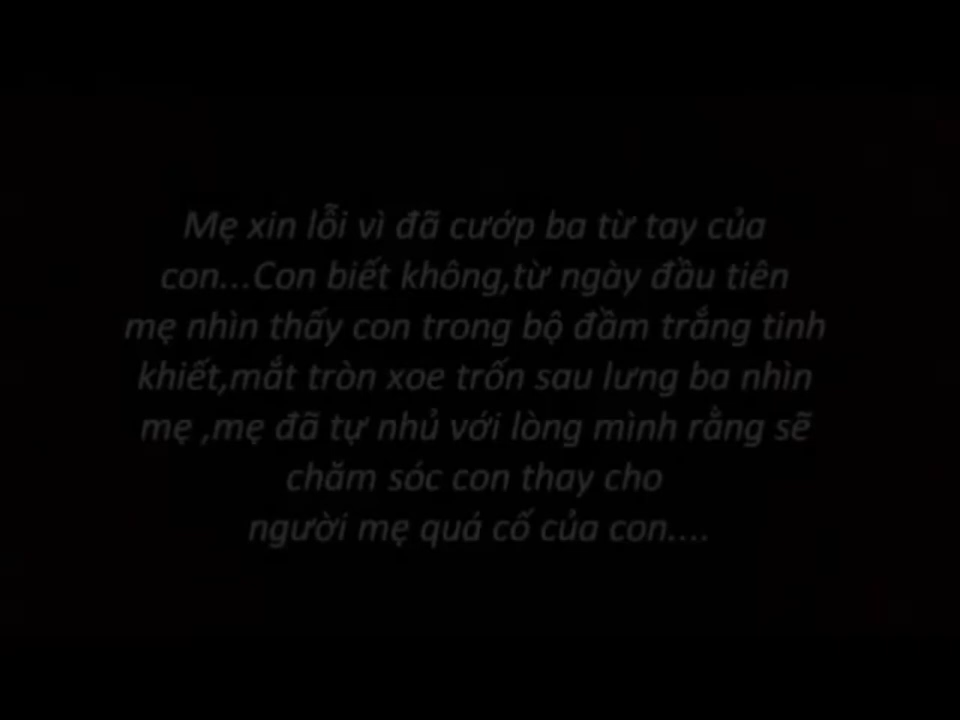 Mẹ xin lỗi vì đã cướp ba từ tay của
con...Con biết không,từ ngày đầu tiên
mẹ nhìn thấy con trong bộ đầm trắng tinh
khiết,mắt tròn xoe trốn sau lưng ba nhìn
mẹ ,mẹ đã tự nhủ với lòng mình rằng sẽ
chăm sóc con thay cho
người mẹ quá cố của con....